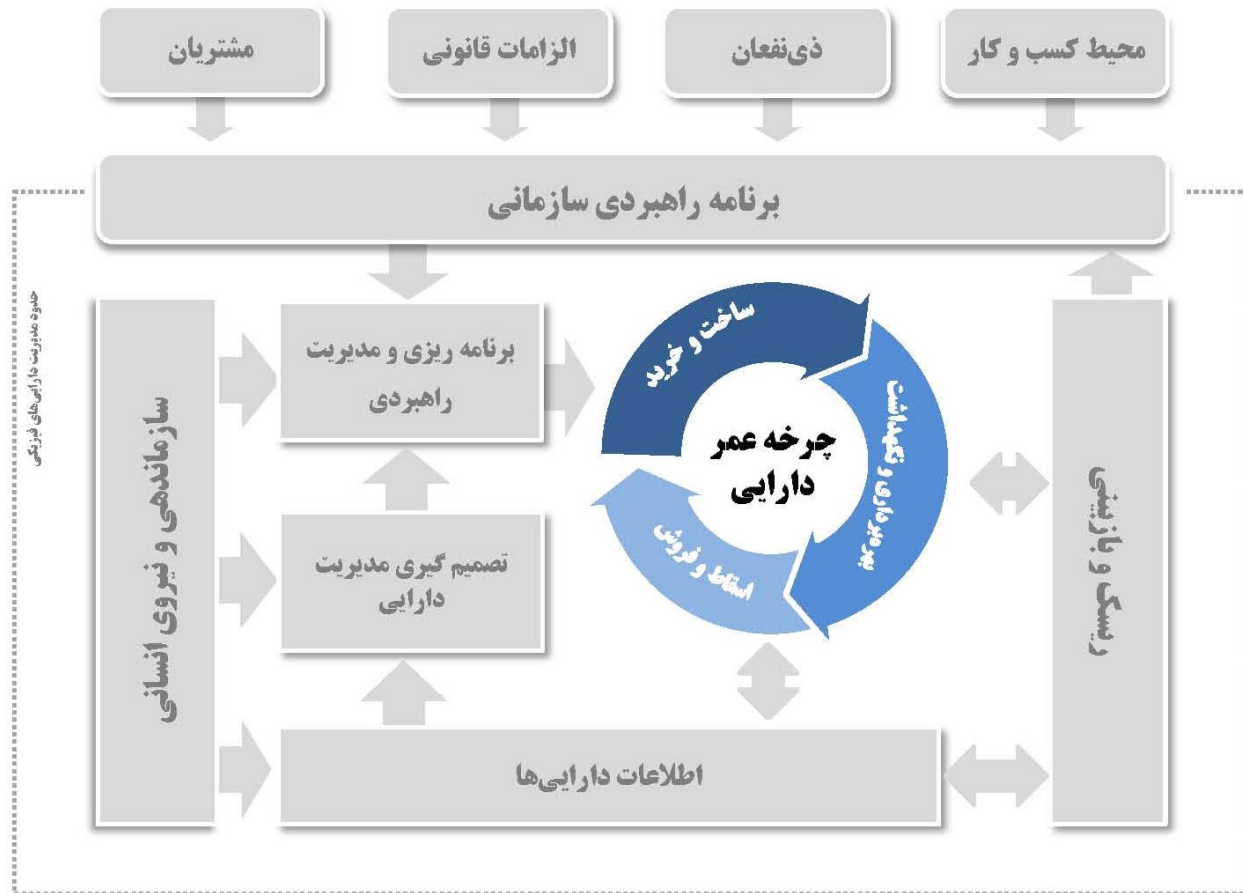 محیط کسب و کار
ذی‌نفعان
الزامات قانونی
مشتریان
برنامه راهبردی سازمانی
حدود مدیریت دارایی‌های فیزیکی
سازماندهی و نیروی انسانی
برنامه ریزی و مدیریت
راهبردی
تصمیم گیری مدیریت
دارایی
اطلاعات دارایی‌ها
ساخت و خرید
بهره‌برداری و نگهداشت
اسقاط و فروش
چرخه عمر
دارایی
ریسک و بازبینی